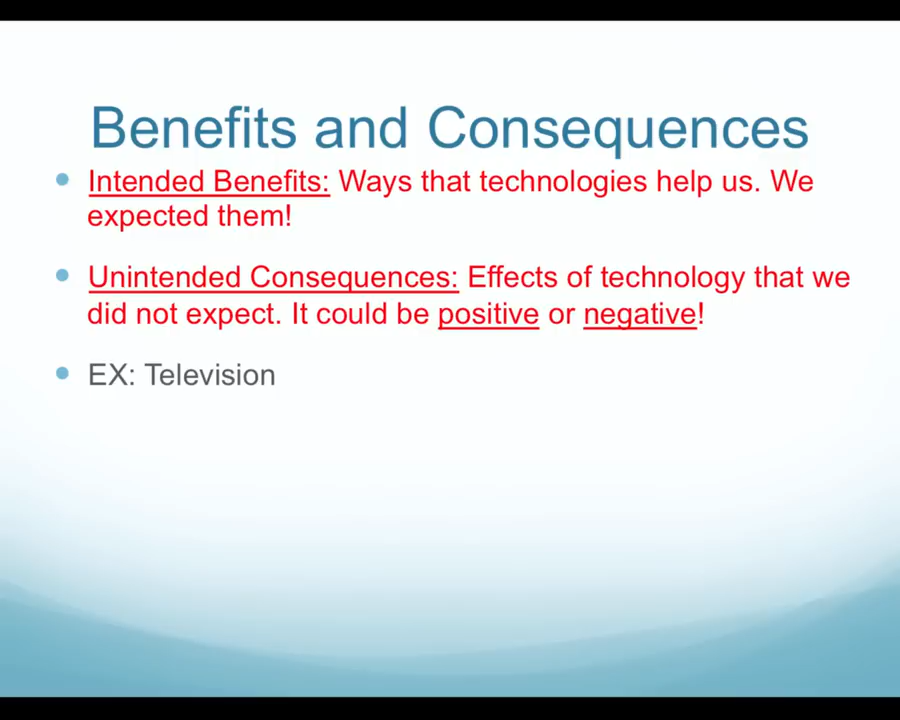 Benefits and Consequences
Intended Benefits: Ways that technologies help us. We
expected them!
Unintended Consequences: Effects of technology that we
did not expect. It could be positive or negative!
EX: Television